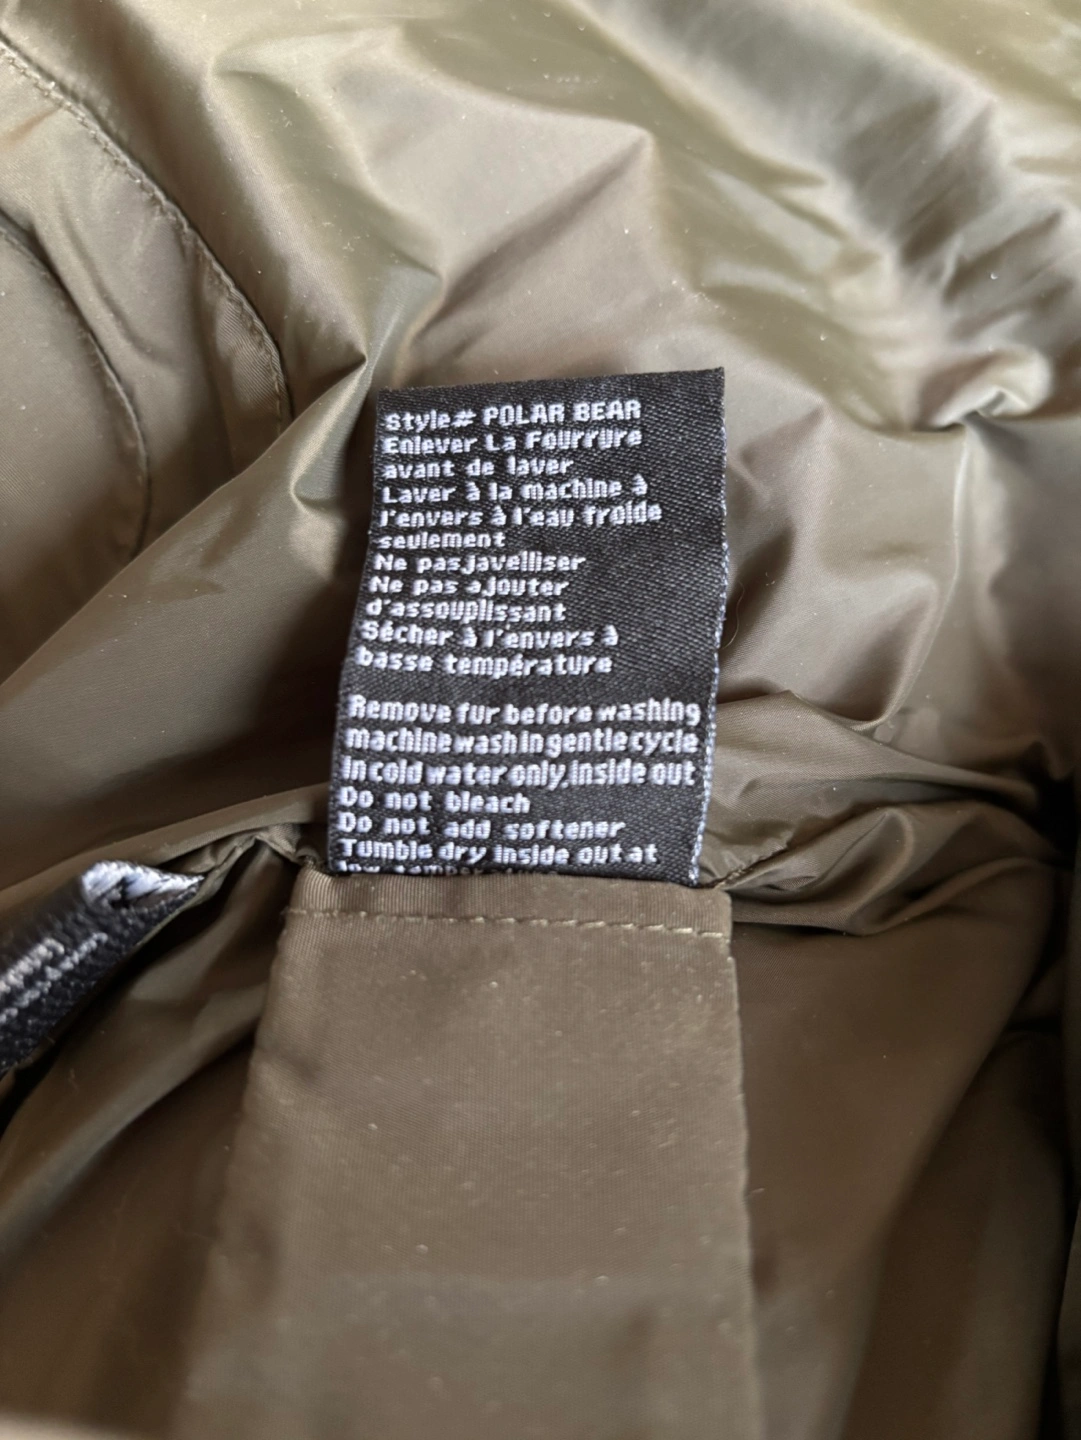 Style# POLAR BEAR
Enlever La Fourrure
avant de laver
Laver à la machine à
l'envers à l'eau froide
seulement
Ne pas javelliser
Ne pas ajouter
d'assouplissant
Sécher à l'envers à
basse température
Remove fur before washing
machine wash in gentle cycle
In cold water only, inside out
Do not bleach
Do not add softener
Tumble dry inside out at